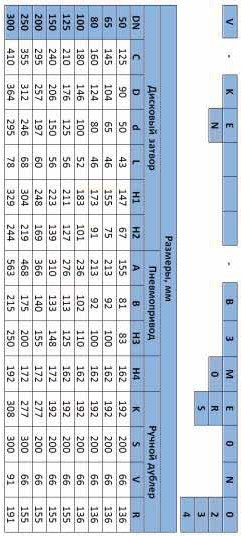 V - K E - B 3 M E 0 N 0
N 0 R 2
S 3
4
Размеры, мм
DN Дисковый затвор Пневмопривод Ручной дублер
C D d L H1 H2 A B H3 H4 K S V R
50 125 90 50 43 147 67 155 81 83 162 192 200 66 136
65 145 104 65 46 155 75 213 92 100 162 192 200 66 136
80 160 124 80 46 173 91 213 92 100 162 192 200 66 136
100 180 146 100 52 183 101 236 102 110 162 192 200 66 136
125 210 176 125 56 211 127 276 113 125 162 192 200 66 136
150 240 206 150 56 223 139 310 133 148 162 192 200 66 155
200 295 257 197 60 248 169 366 140 155 172 277 200 66 155
250 355 312 246 68 304 219 468 175 200 172 277 300 66 155
300 410 364 295 78 329 244 563 215 250 192 308 300 91 191